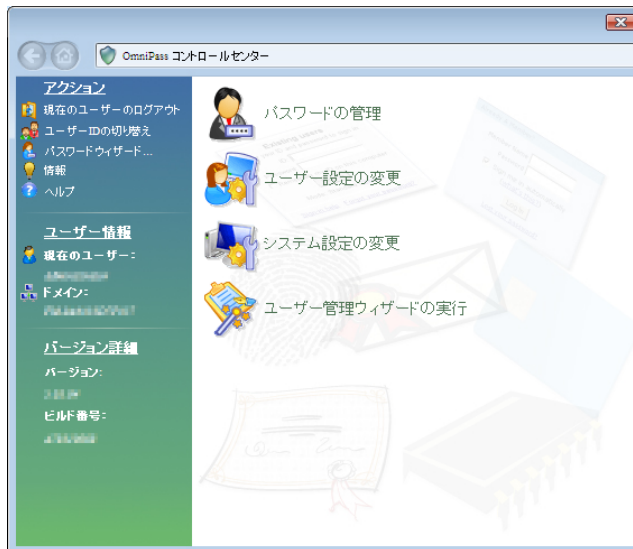 OmniPass コントロールセンター
アクション
現在のユーザーのログアウト
ユーザーIDの切り替え
パスワードウィザード...
情報
ヘルプ
ユーザー情報
現在のユーザー:
ドメイン:
バージョン詳細
バージョン:
ビルド番号:
パスワードの管理
ユーザー設定の変更
システム設定の変更
ユーザー管理ウィザードの実行